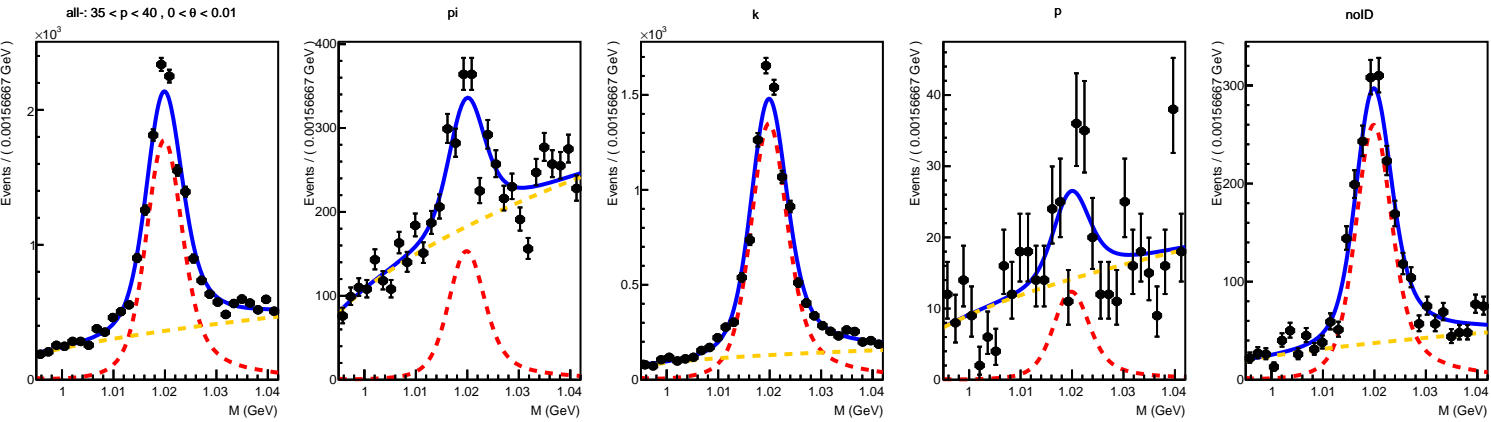 all-: 35 < p < 40 , 0 < θ < 0.01
×10³
Events / ( 0.00156667 GeV )
2
1
0
1 1.01 1.02 1.03 1.04
M (GeV)
pi
Events / ( 0.00156667 GeV )
400
300
200
100
0
1 1.01 1.02 1.03 1.04
M (GeV)
k
×10³
Events / ( 0.00156667 GeV )
1.5
1
0.5
0
1 1.01 1.02 1.03 1.04
M (GeV)
p
Events / ( 0.00156667 GeV )
40
30
20
10
0
1 1.01 1.02 1.03 1.04
M (GeV)
noID
Events / ( 0.00156667 GeV )
300
200
100
0
1 1.01 1.02 1.03 1.04
M (GeV)